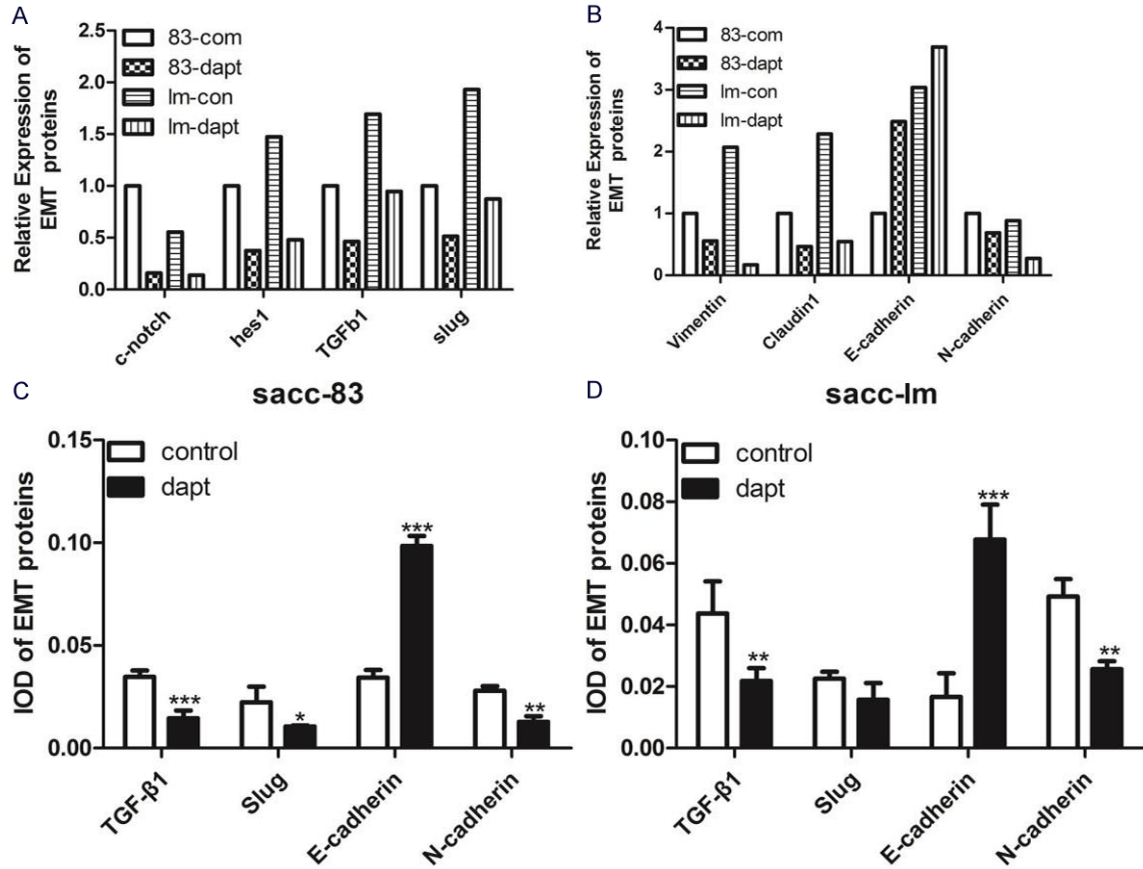 A
Relative Expression of
EMT proteins
2.5
2.0
1.5
1.0
0.5
0.0
83-com
83-dapt
lm-con
lm-dapt
c-notch
hes1
TGFb1
slug
B
Relative Expression of
EMT proteins
4
3
2
1
0
83-com
83-dapt
lm-con
lm-dapt
Vimentin
Claudin1
E-cadherin
N-cadherin
C
sacc-83
IOD of EMT proteins
0.15
0.10
0.05
0.00
control
dapt
***
*
***
**
TGF-β1
Slug
E-cadherin
N-cadherin
D
sacc-lm
IOD of EMT proteins
0.10
0.08
0.06
0.04
0.02
0.00
control
dapt
**
***
**
TGF-β1
Slug
E-cadherin
N-cadherin